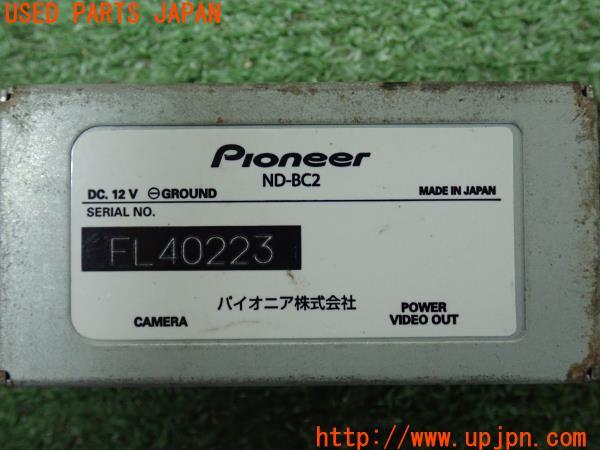 USED PARTS JAPAN
Pioneer
ND-BC2
DC. 12 V ⊖GROUND
MADE IN JAPAN
SERIAL NO.
FL40223
パイオニア株式会社
CAMERA
POWER
VIDEO OUT
http://www.upjpn.com